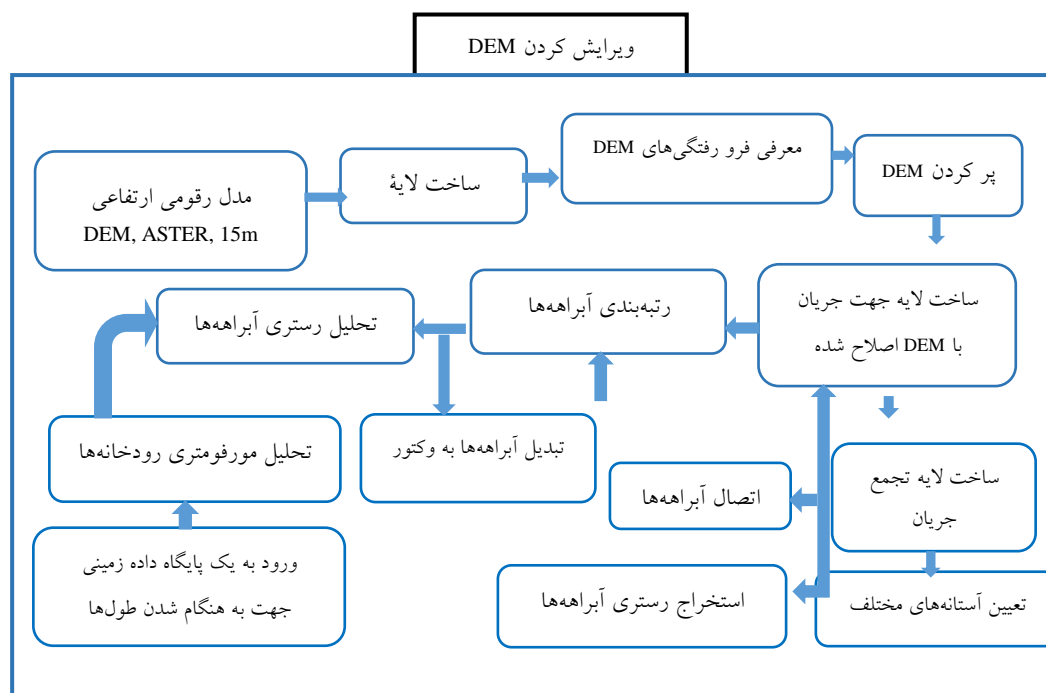 ویرایش کردن DEM
مدل رقومی ارتفاعی
DEM, ASTER, 15m
ساخت لایۀ
معرفی فرو رفتگی‌های DEM
پر کردن DEM
ساخت لایه جهت جریان
با DEM اصلاح شده
رتبه‌بندی آبراهه‌ها
تحلیل رستری آبراهه‌ها
تحلیل مورفومتری رودخانه‌ها
تبدیل آبراهه‌ها به وکتور
اتصال آبراهه‌ها
ساخت لایه تجمع
جریان
ورود به یک پایگاه داده زمینی
جهت به هنگام شدن طول‌ها
استخراج رستری آبراهه‌ها
تعیین آستانه‌های مختلف